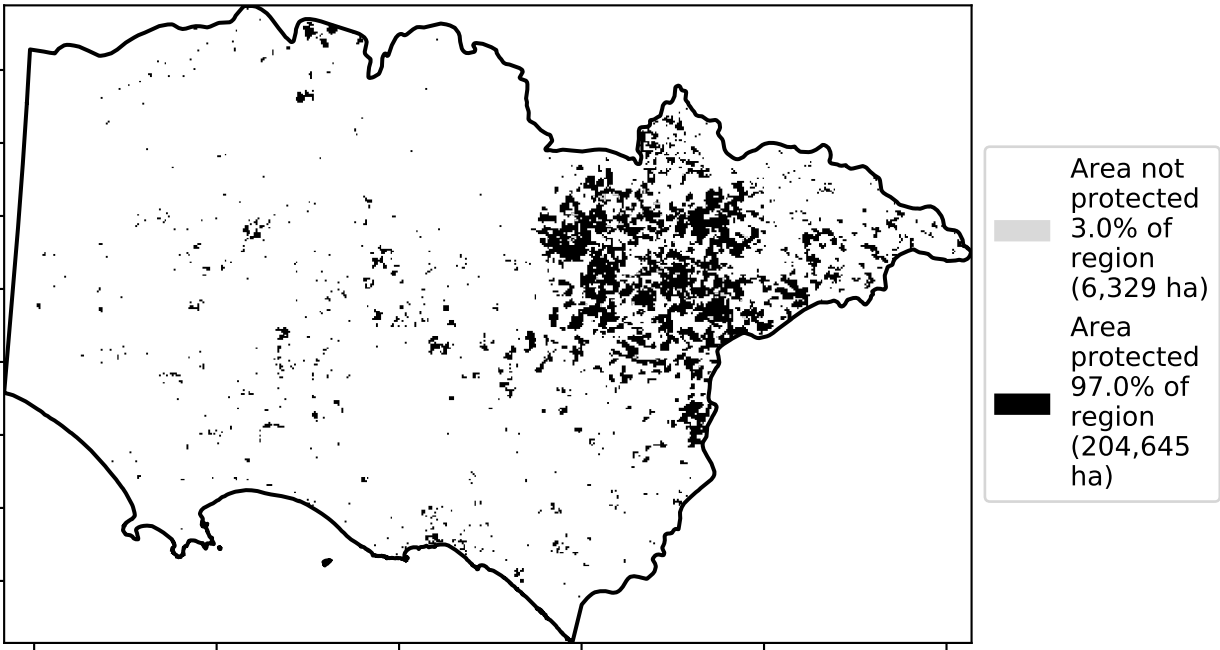 Area not
protected
3.0% of
region
(6,329 ha)
Area
protected
97.0% of
region
(204,645
ha)